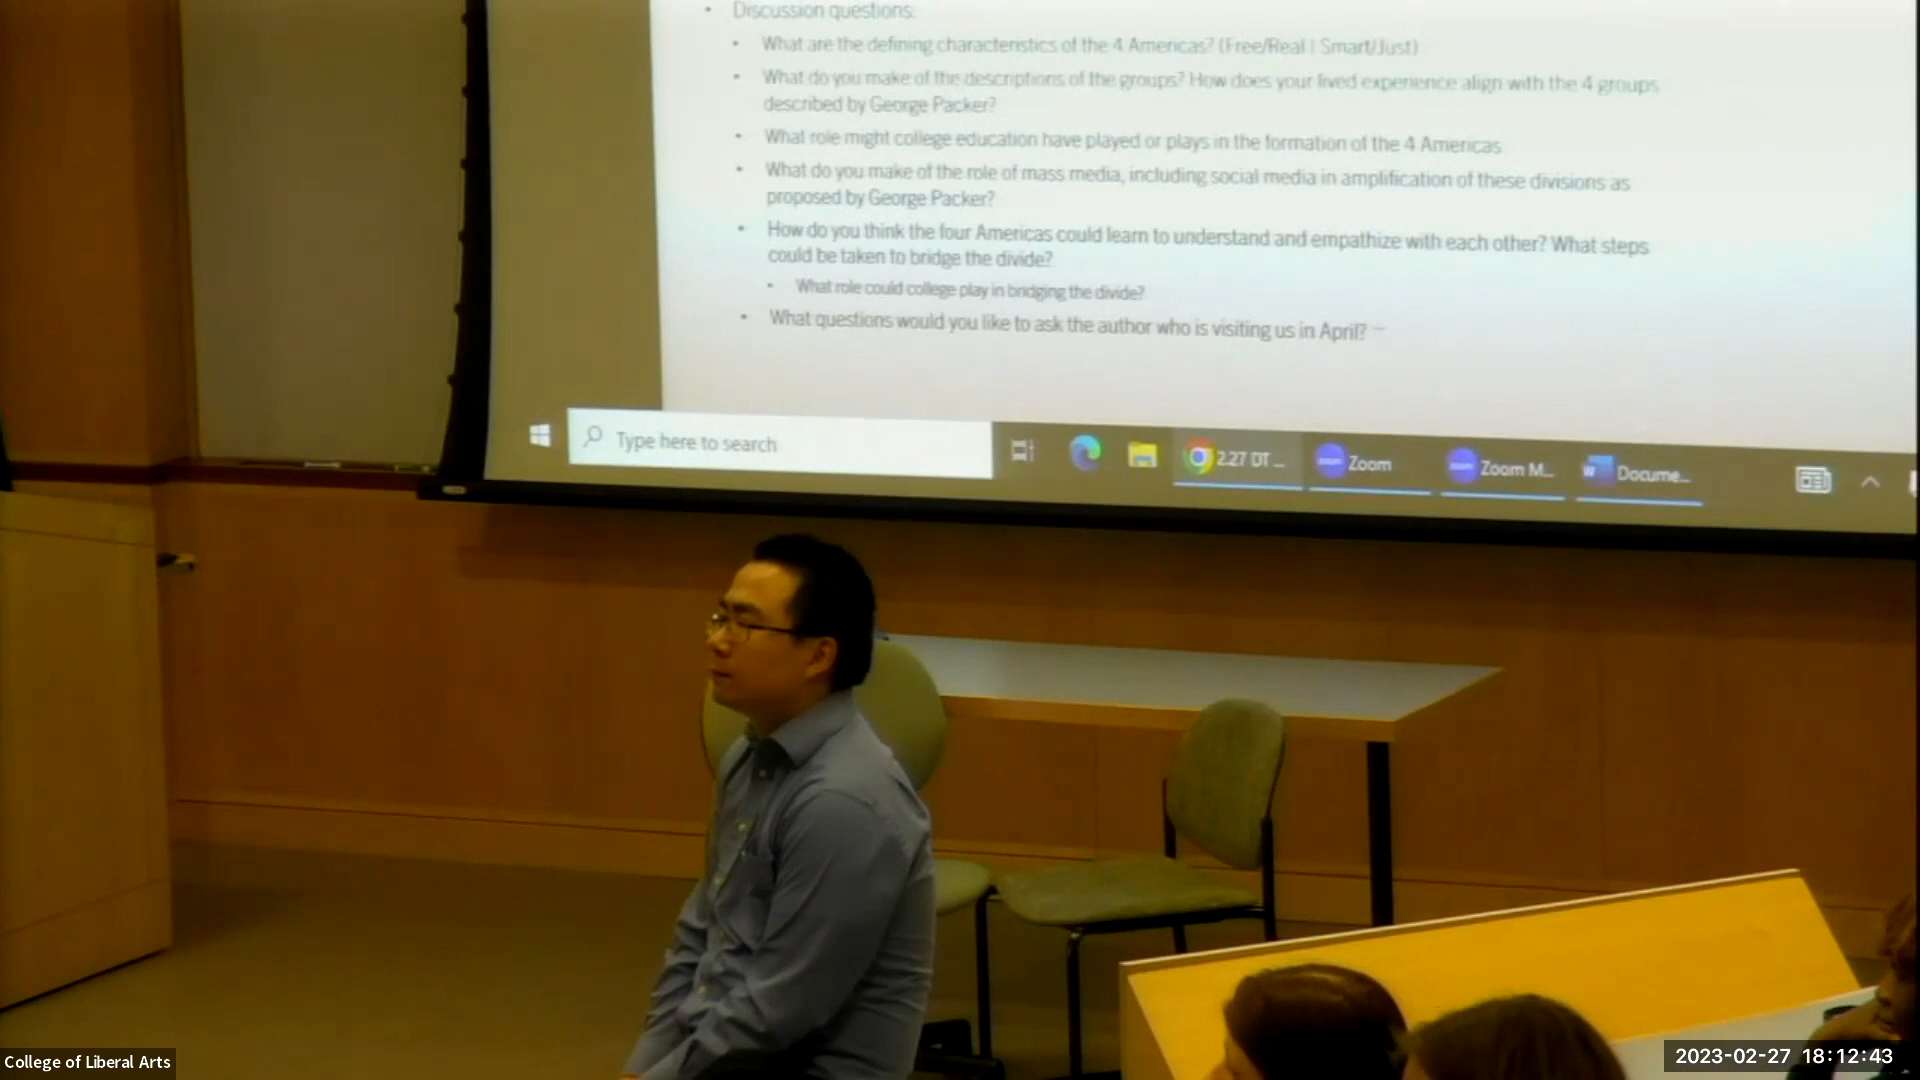 Discussion questions:
What are the defining characteristics of the 4 Americas? (Free/Real | Smart/Just)
What do you make of the descriptions of the groups? How does your lived experience align with the 4 groups
described by George Packer?
What role might college education have played or plays in the formation of the 4 Americas
What do you make of the role of mass media, including social media in amplification of these divisions as
proposed by George Packer?
How do you think the four Americas could learn to understand and empathize with each other? What steps
could be taken to bridge the divide?
What role could college play in bridging the divide?
What questions would you like to ask the author who is visiting us in April?
Type here to search
2.27 DT ...
Zoom
Zoom M...
Docume...
College of Liberal Arts
2023-02-27 18:12:43